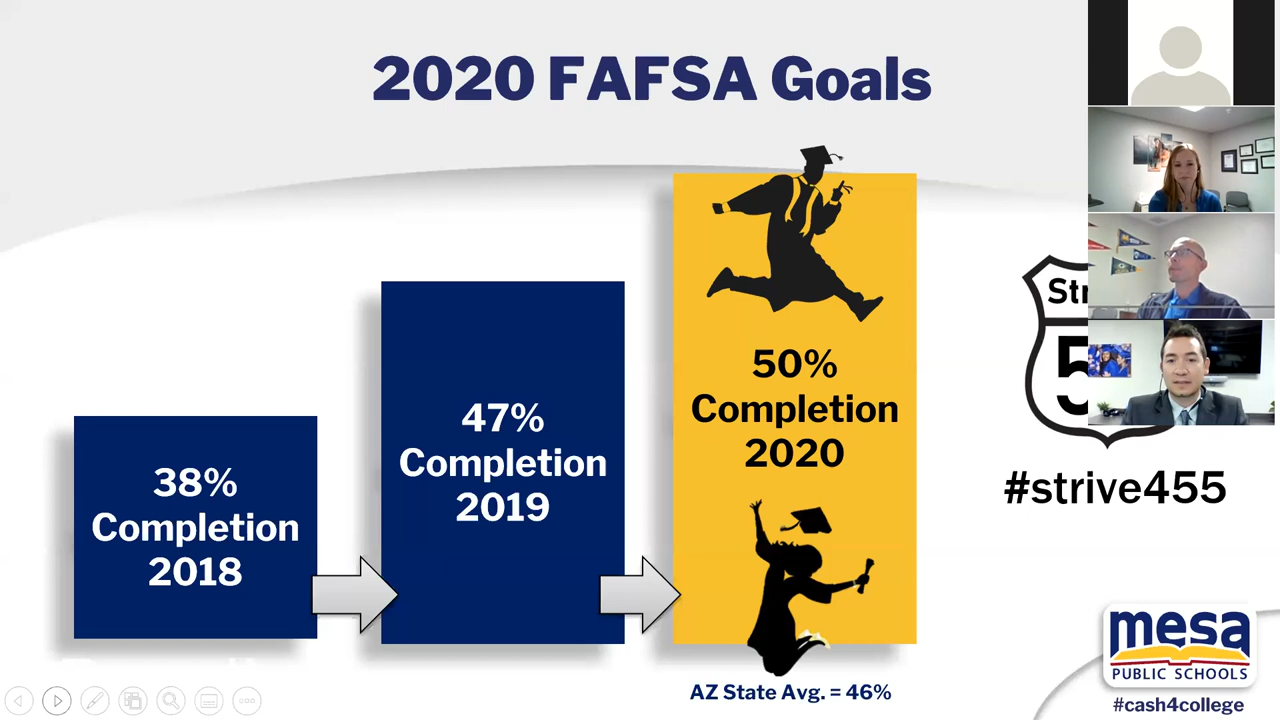 2020 FAFSA Goals
38%
Completion
2018
47%
Completion
2019
50%
Completion
2020
AZ State Avg. = 46%
#strive455
mesa
PUBLIC SCHOOLS
#cash4college